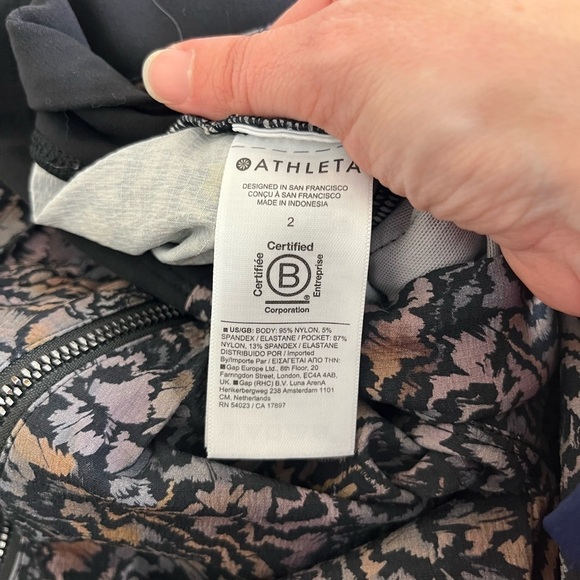 ATHLETA
DESIGNED IN SAN FRANCISCO
CONÇU À SAN FRANCISCO
MADE IN INDONESIA
2
Certified
Certifiée
B
®
Entreprise
Corporation
■ US/GB: BODY: 95% NYLON, 5%
SPANDEX / ELASTANE / POCKET: 87%
NYLON, 13% SPANDEX / ELASTANE
DISTRIBUIDO POR / Imported
By/Importe Par / ΕΙΣΑΓΕΤΑΙ ΑΠΟ ΤΗΝ:
■ Gap Europe Ltd., 8th Floor, 20
Farringdon Street, London, EC4A 4AB,
UK. ■ Gap (RHC) B.V. Luna ArenA
Herikerbergweg 238 Amsterdam 1101
CM, Netherlands
RN 54023 / CA 17897